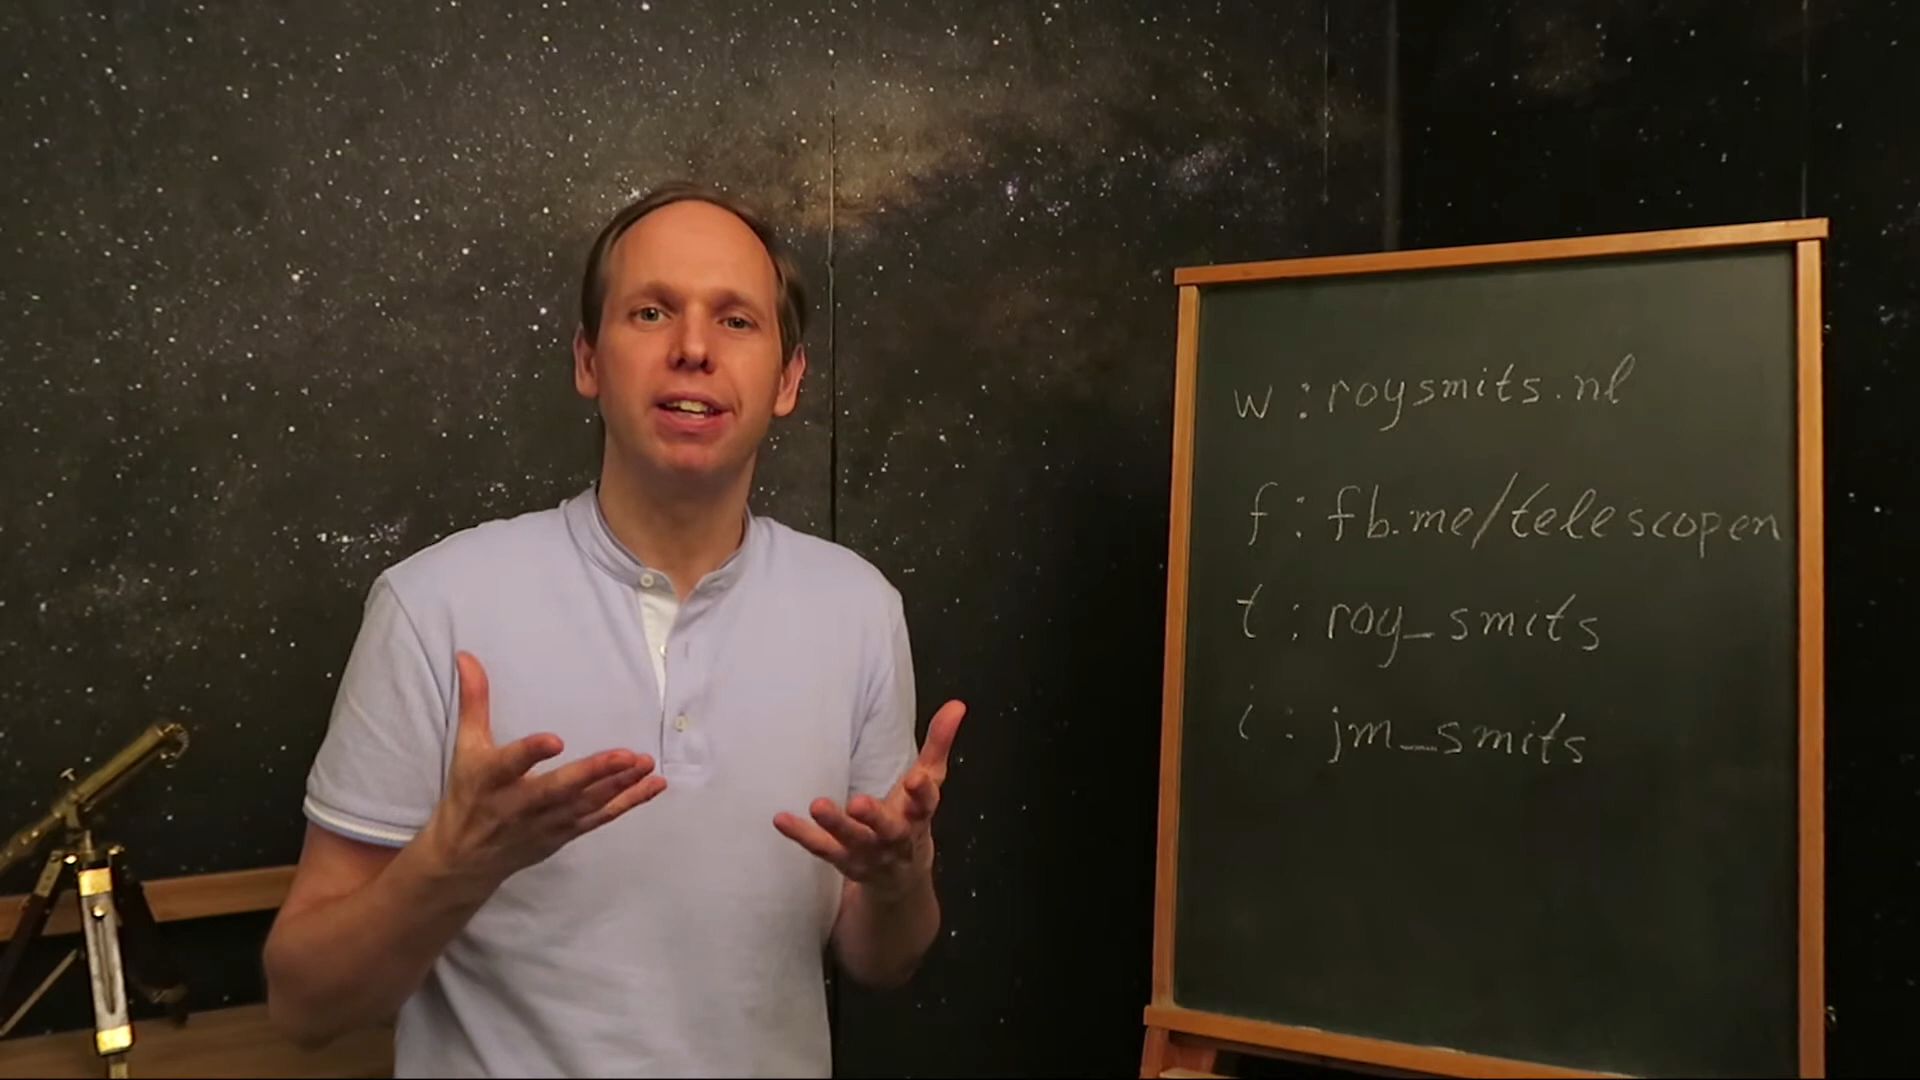 w : roysmits.nl
f : fb.me/telescopen
t : roy_smits
i : jm_smits